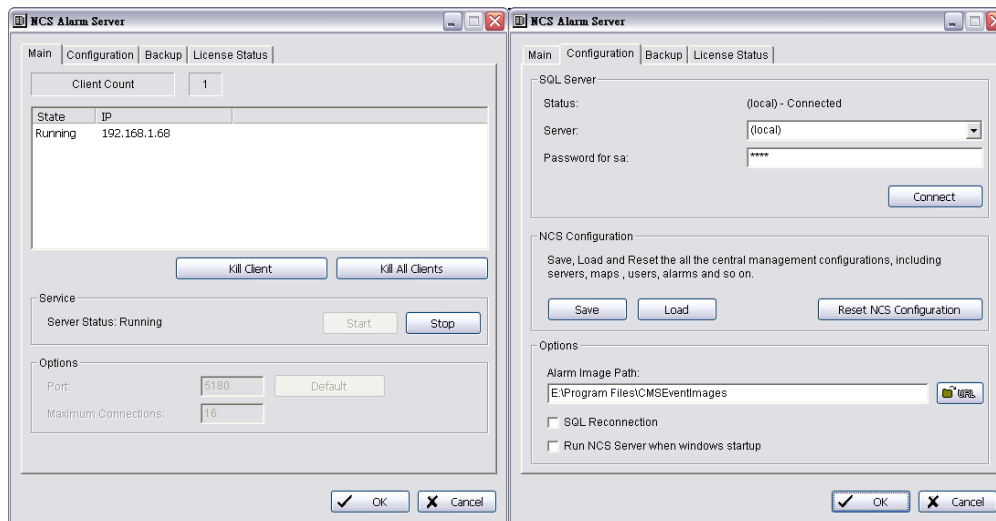 NCS Alarm Server
Main Configuration Backup License Status
Client Count 1
State IP
Running 192.168.1.68
Kill Client Kill All Clients
Service
Server Status: Running Start Stop
Options
Port: 5180 Default
Maximum Connections: 16
OK Cancel
NCS Alarm Server
Main Configuration Backup License Status
SQL Server
Status: (local) - Connected
Server: (local)
Password for sa: ****
Connect
NCS Configuration
Save, Load and Reset the all the central management configurations, including
servers, maps , users, alarms and so on.
Save Load Reset NCS Configuration
Options
Alarm Image Path:
E:\Program Files\CMSEventImages URL
SQL Reconnection
Run NCS Server when windows startup
OK Cancel